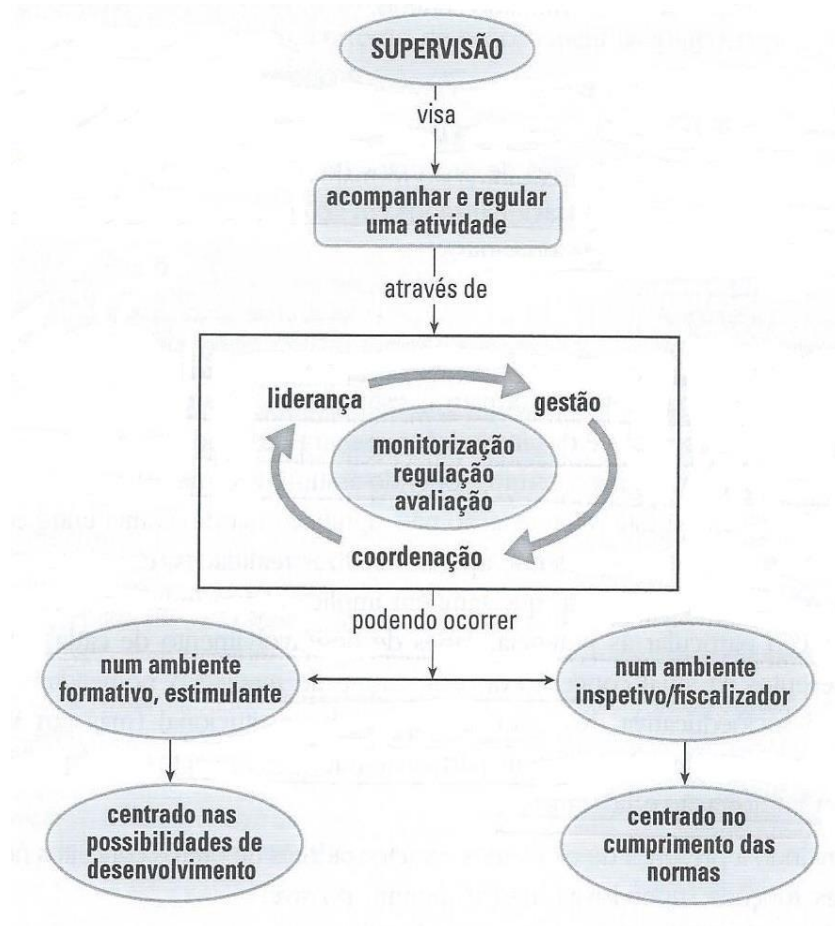 SUPERVISÃO
visa
acompanhar e regular
uma atividade
através de
liderança
gestão
monitorização
regulação
avaliação
coordenação
podendo ocorrer
num ambiente
formativo, estimulante
num ambiente
inspetivo/fiscalizador
centrado nas
possibilidades de
desenvolvimento
centrado no
cumprimento das
normas